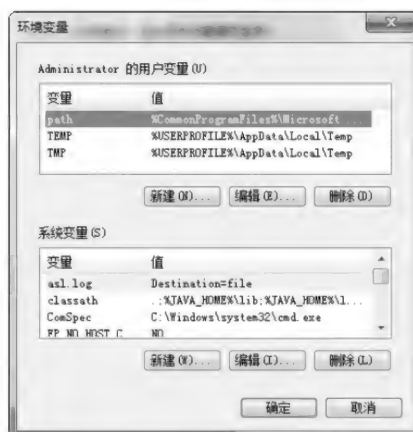 环境变量
Administrator 的用户变量(U)
变量 值
path %CommonProgramFiles%\Microsoft ...
TEMP %USERPROFILE%\AppData\Local\Temp
TMP %USERPROFILE%\AppData\Local\Temp
新建(N)... 编辑(E)... 删除(D)
系统变量(S)
变量 值
asl.log Destination=file
classath .;%JAVA_HOME%\lib;%JAVA_HOME%\l...
ComSpec C:\Windows\system32\cmd.exe
FP_NO_HOST_C... NO
新建(W)... 编辑(I)... 删除(L)
确定 取消